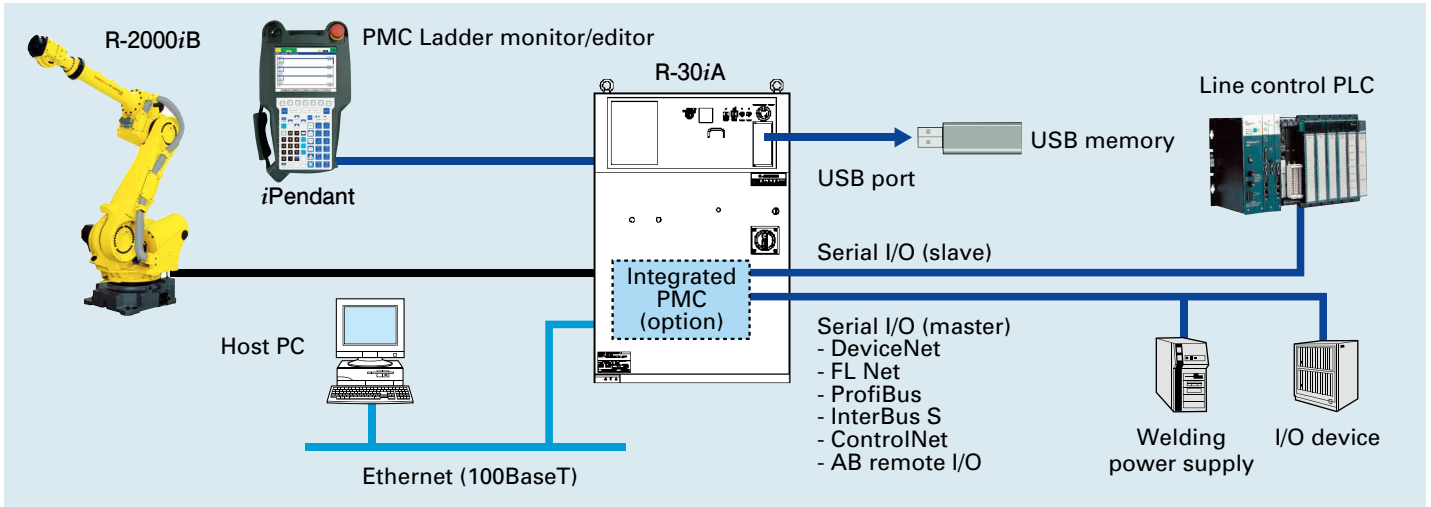 R-2000iB
PMC Ladder monitor/editor
R-30iA
Line control PLC
USB memory
USB port
iPendant
Serial I/O (slave)
Integrated
PMC
(option)
Host PC
Serial I/O (master)
- DeviceNet
- FL Net
- ProfiBus
- InterBus S
- ControlNet
- AB remote I/O
Welding
power supply
I/O device
Ethernet (100BaseT)